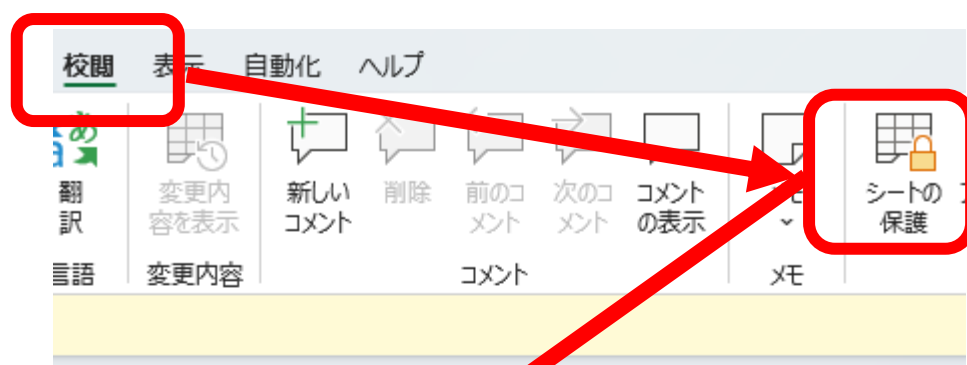 校閲 表示 自動化 ヘルプ
翻
訳
変更内
容を表示
新しい
コメント
削除
前のコ
メント
次のコ
メント
コメント
の表示
シートの
保護
言語
変更内容
コメント
メモ